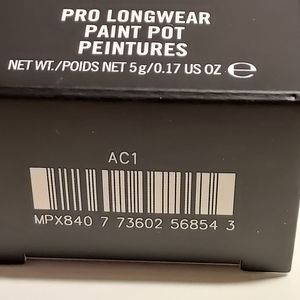 PRO LONGWEAR
PAINT POT
PEINTURES
NET WT./POIDS NET 5g/0.17 US OZ ℮
AC1
MPX840 7 73602 56854 3